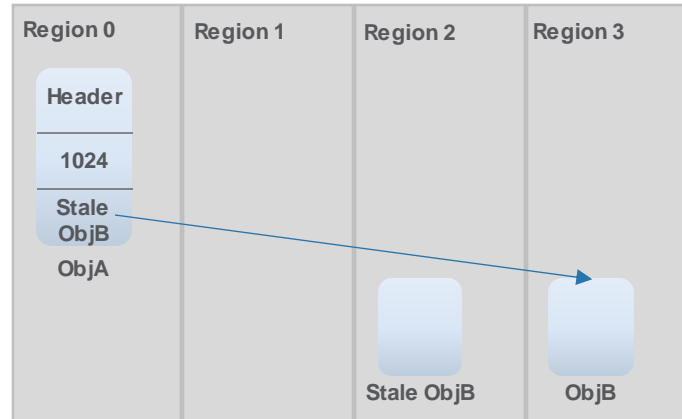 Region 0
Region 1
Region 2
Region 3
Header
1024
Stale
ObjB
ObjA
Stale ObjB
ObjB